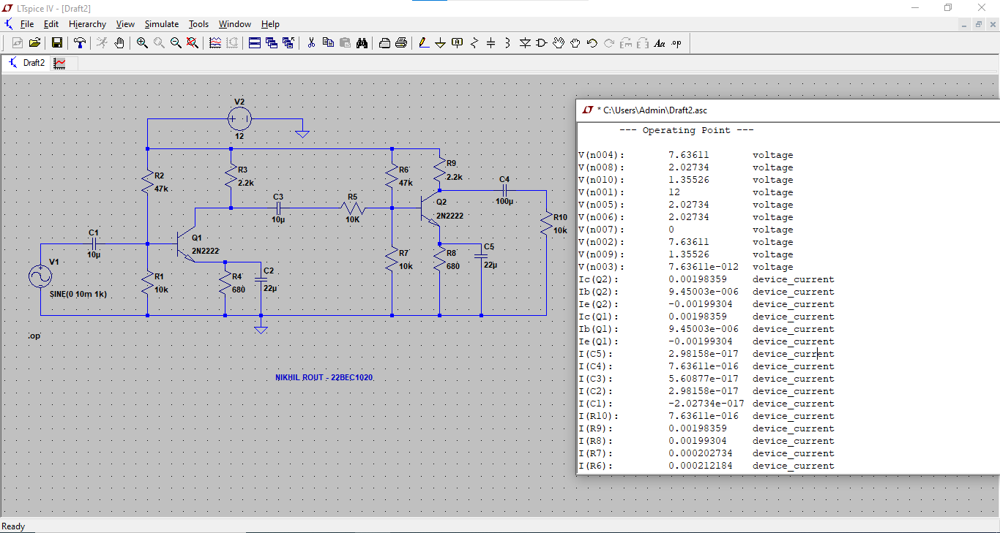 LTspice IV - [Draft2]
File Edit Hierarchy View Simulate Tools Window Help
Aa .op
Draft2
V2
12
R2
47k
R3
2.2k
R6
47k
R9
2.2k
C3
10µ
R5
10K
Q2
2N2222
C4
100µ
R10
10k
C1
10µ
Q1
2N2222
V1
SINE(0 10m 1k)
R1
10k
R4
680
C2
22µ
R7
10k
R8
680
C5
22µ
.op
NIKHIL ROUT - 22BEC1020
* C:\Users\Admin\Draft2.asc
--- Operating Point ---
V(n004): 7.63611 voltage
V(n008): 2.02734 voltage
V(n010): 1.35526 voltage
V(n001): 12 voltage
V(n005): 2.02734 voltage
V(n006): 2.02734 voltage
V(n007): 0 voltage
V(n002): 7.63611 voltage
V(n009): 1.35526 voltage
V(n003): 7.63611e-012 voltage
Ic(Q2): 0.00198359 device_current
Ib(Q2): 9.45003e-006 device_current
Ie(Q2): -0.00199304 device_current
Ic(Q1): 0.00198359 device_current
Ib(Q1): 9.45003e-006 device_current
Ie(Q1): -0.00199304 device_current
I(C5): 2.98158e-017 device_current
I(C4): 7.63611e-016 device_current
I(C3): 5.60877e-017 device_current
I(C2): 2.98158e-017 device_current
I(C1): -2.02734e-017 device_current
I(R10): 7.63611e-016 device_current
I(R9): 0.00198359 device_current
I(R8): 0.00199304 device_current
I(R7): 0.000202734 device_current
I(R6): 0.000212184 device_current
Ready